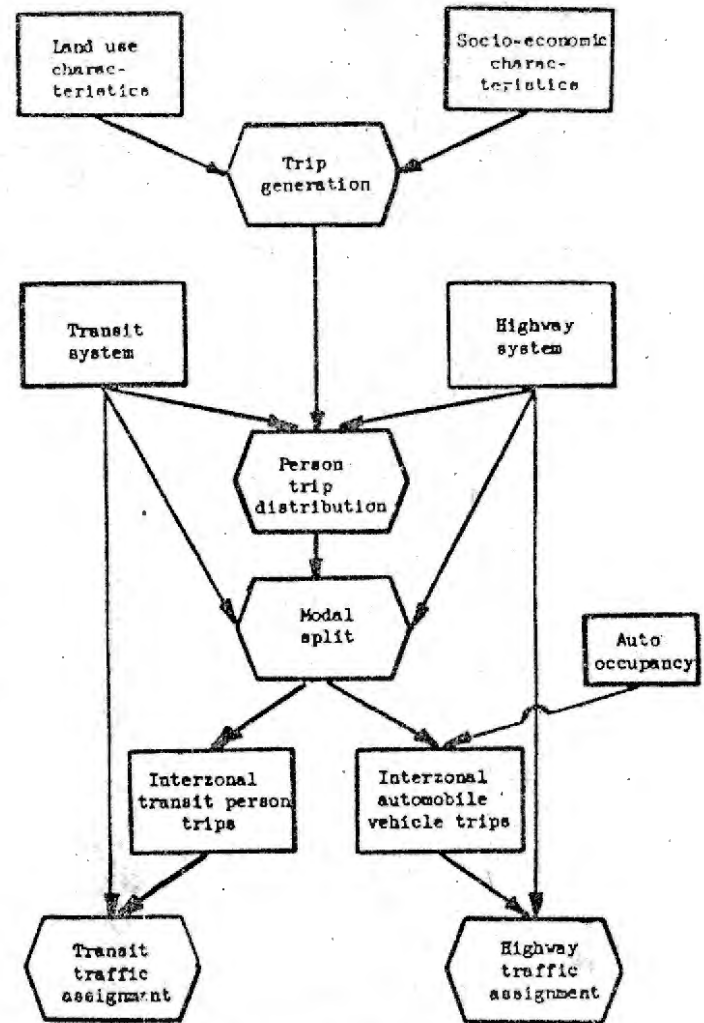 Land use
charac-
teristics
Socio-economic
charac-
teristics
Trip
generation
Transit
system
Highway
system
Person
trip
distribution
Modal
split
Auto
occupancy
Interzonal
transit person
trips
Interzonal
automobile
vehicle trips
Transit
traffic
assignment
Highway
traffic
assignment